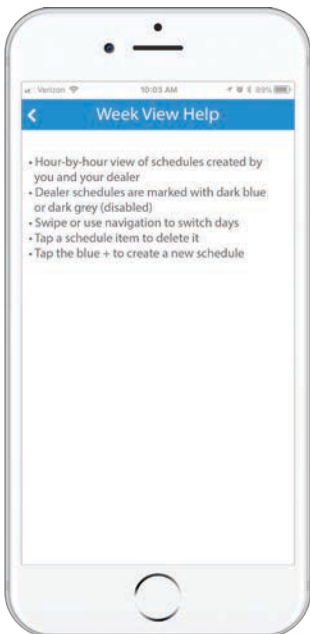 Verizon 10:03 AM 89%
Week View Help
• Hour-by-hour view of schedules created by
you and your dealer
• Dealer schedules are marked with dark blue
or dark grey (disabled)
• Swipe or use navigation to switch days
• Tap a schedule item to delete it
• Tap the blue + to create a new schedule